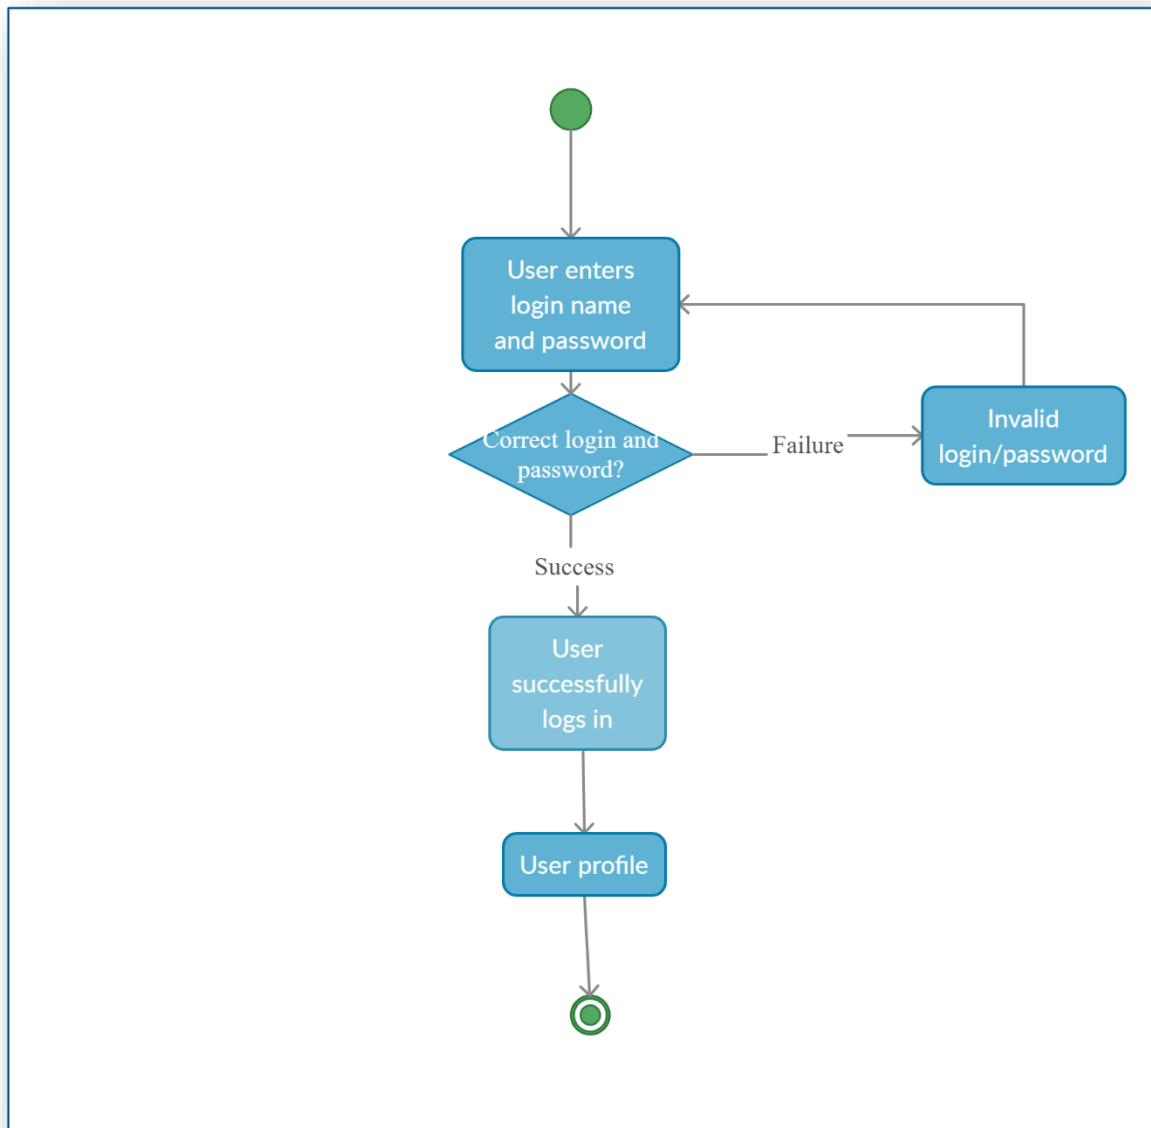 User enters
login name
and password
Correct login and
password?
Failure
Invalid
login/password
Success
User
successfully
logs in
User profile